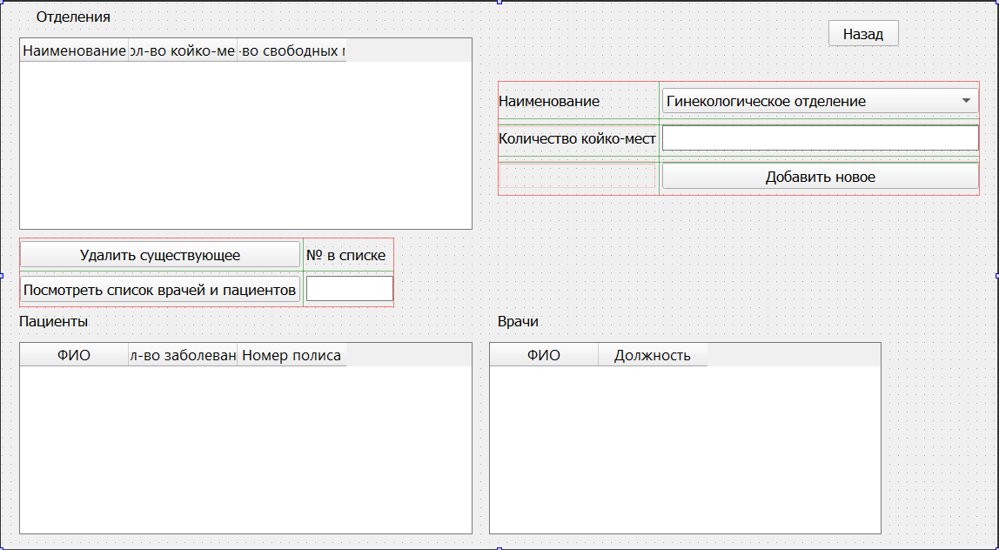 Отделения
Назад
Наименование ол-во койко-ме -во свободных м
Наименование Гинекологическое отделение
Количество койко-мест
Добавить новое
Удалить существующее № в списке
Посмотреть список врачей и пациентов
Пациенты
Врачи
ФИО л-во заболеван Номер полиса
ФИО Должность